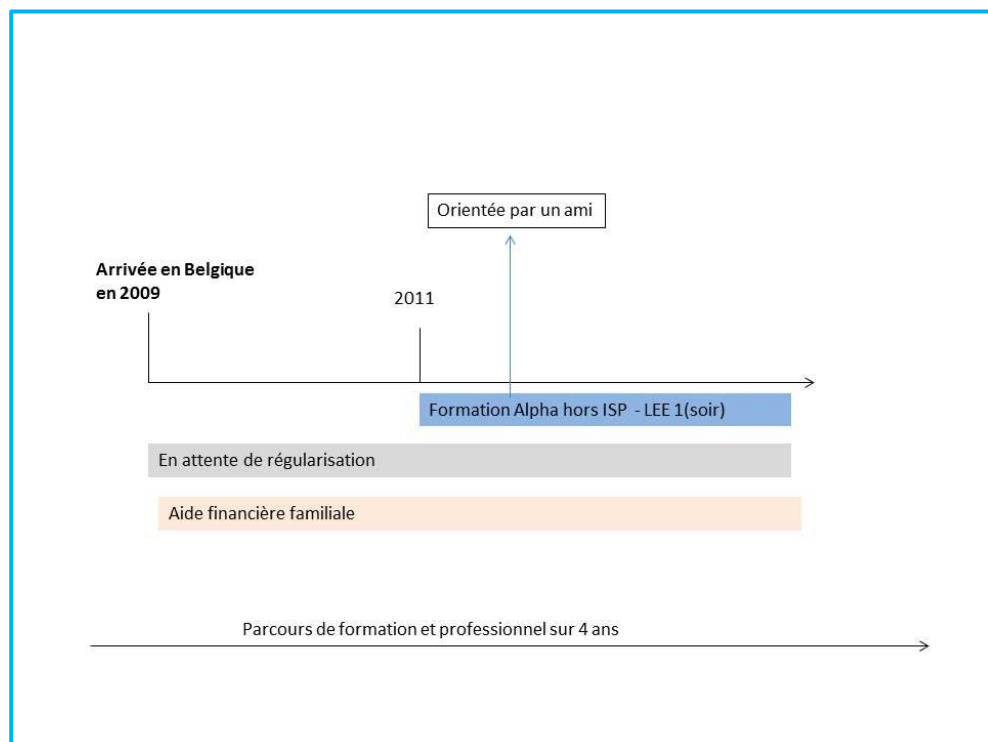 Orientée par un ami
Arrivée en Belgique
en 2009
2011
Formation Alpha hors ISP - LEE 1(soir)
En attente de régularisation
Aide financière familiale
Parcours de formation et professionnel sur 4 ans